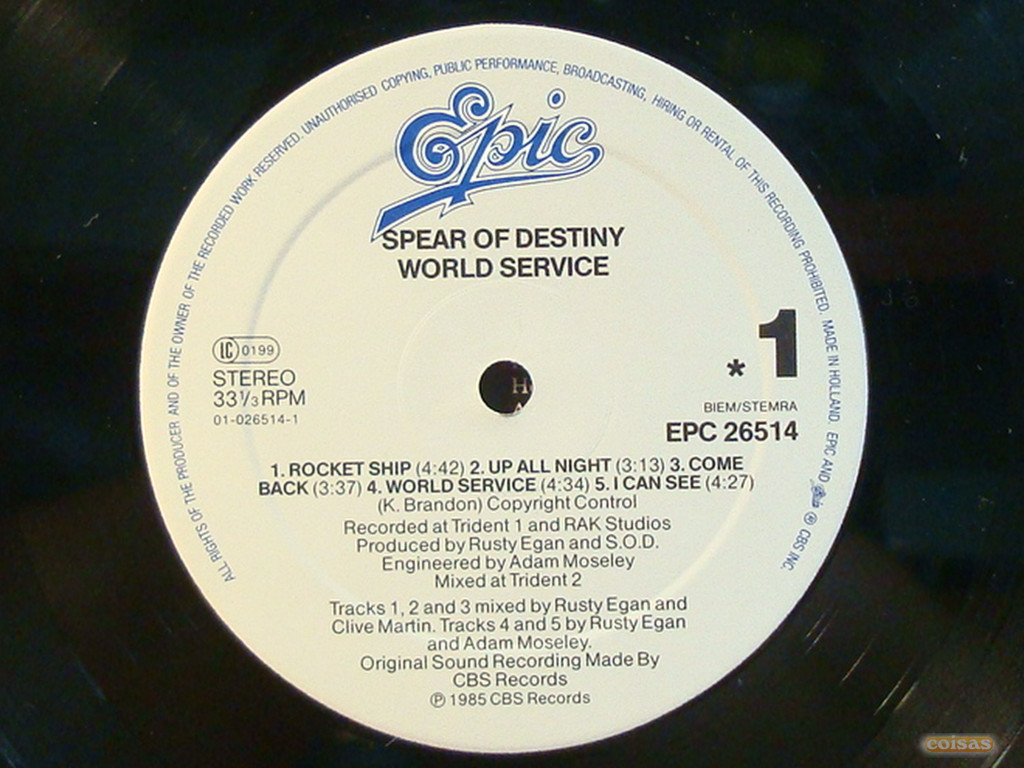 ALL RIGHTS OF THE PRODUCER AND OF THE OWNER OF THE RECORDED WORK RESERVED. UNAUTHORISED COPYING, PUBLIC PERFORMANCE, BROADCASTING, HIRING OR RENTAL OF THIS RECORDING PROHIBITED. MADE IN HOLLAND. EPIC AND Epic ® CBS INC.
Epic
SPEAR OF DESTINY
WORLD SERVICE
LC 0199
STEREO
33⅓ RPM
01-026514-1
* 1
BIEM/STEMRA
EPC 26514
1. ROCKET SHIP (4:42) 2. UP ALL NIGHT (3:13) 3. COME
BACK (3:37) 4. WORLD SERVICE (4:34) 5. I CAN SEE (4:27)
(K. Brandon) Copyright Control
Recorded at Trident 1 and RAK Studios
Produced by Rusty Egan and S.O.D.
Engineered by Adam Moseley
Mixed at Trident 2
Tracks 1, 2 and 3 mixed by Rusty Egan and
Clive Martin. Tracks 4 and 5 by Rusty Egan
and Adam Moseley.
Original Sound Recording Made By
CBS Records
℗ 1985 CBS Records
coisas